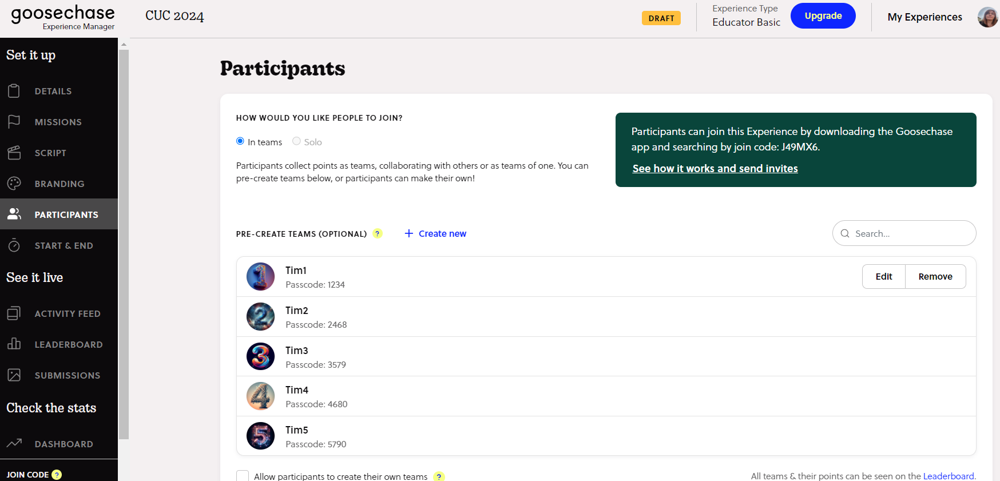 goosechase
Experience Manager
CUC 2024
DRAFT
Experience Type
Educator Basic
Upgrade
My Experiences
Set it up
DETAILS
MISSIONS
SCRIPT
BRANDING
PARTICIPANTS
START & END
See it live
ACTIVITY FEED
LEADERBOARD
SUBMISSIONS
Check the stats
DASHBOARD
JOIN CODE ?
Participants
HOW WOULD YOU LIKE PEOPLE TO JOIN?
In teams Solo
Participants collect points as teams, collaborating with others or as teams of one. You can
pre-create teams below, or participants can make their own!
Participants can join this Experience by downloading the Goosechase
app and searching by join code: J49MX6.
See how it works and send invites
PRE-CREATE TEAMS (OPTIONAL) ? + Create new
Search...
1
Tim1
Passcode: 1234
Edit Remove
2
Tim2
Passcode: 2468
3
Tim3
Passcode: 3579
4
Tim4
Passcode: 4680
5
Tim5
Passcode: 5790
Allow participants to create their own teams ?
All teams & their points can be seen on the Leaderboard.